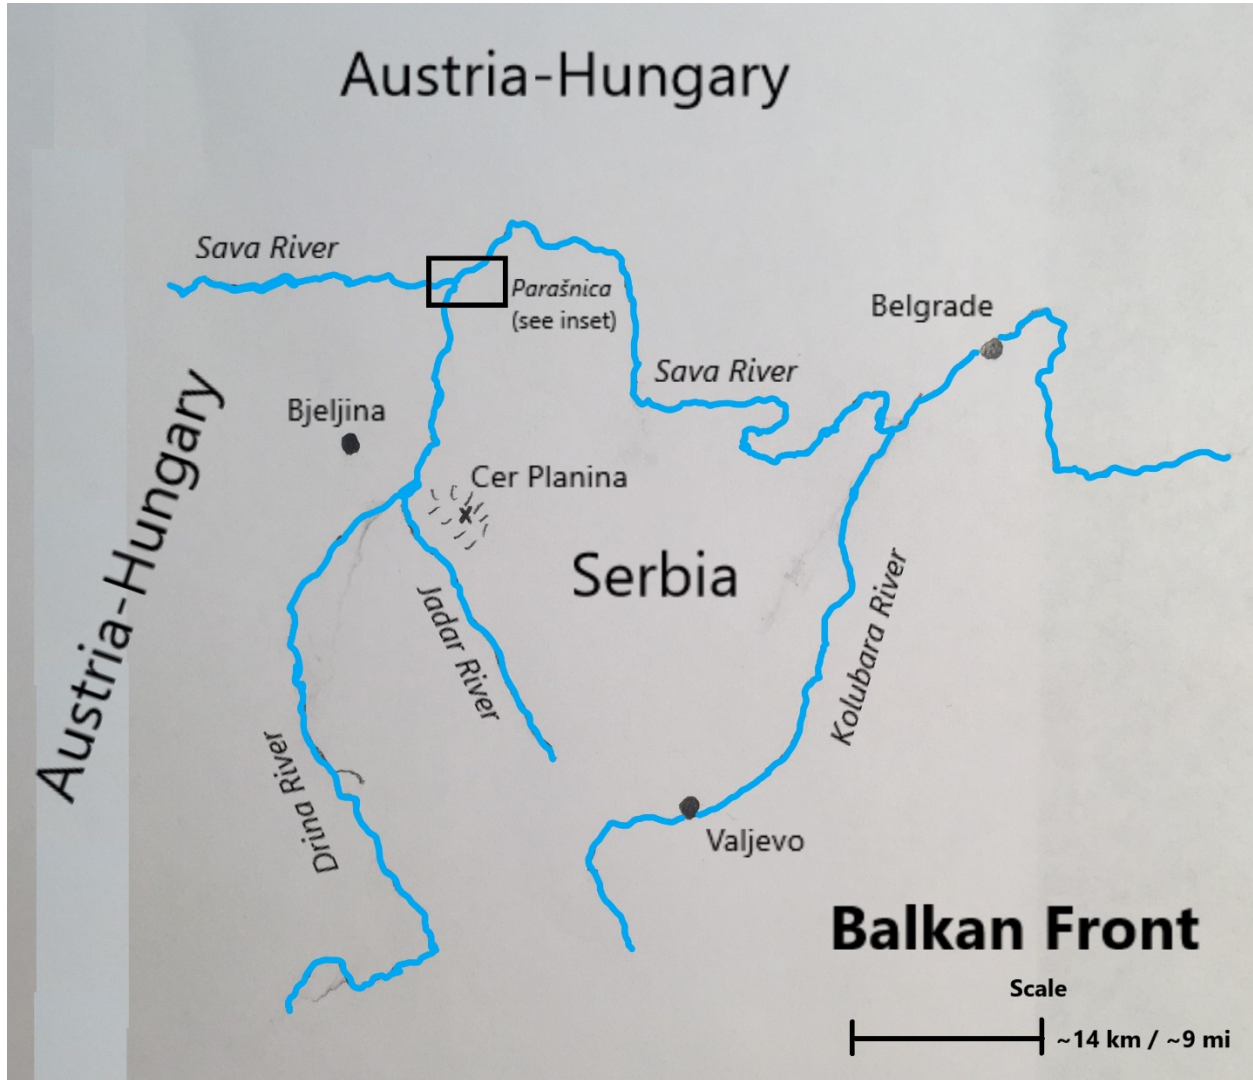 Austria-Hungary
Sava River
Parašnica
(see inset)
Belgrade
Sava River
Bjeljina
Austria-Hungary
Cer Planina
Serbia
Jadar River
Kolubara River
Drina River
Valjevo
Balkan Front
Scale
~14 km / ~9 mi